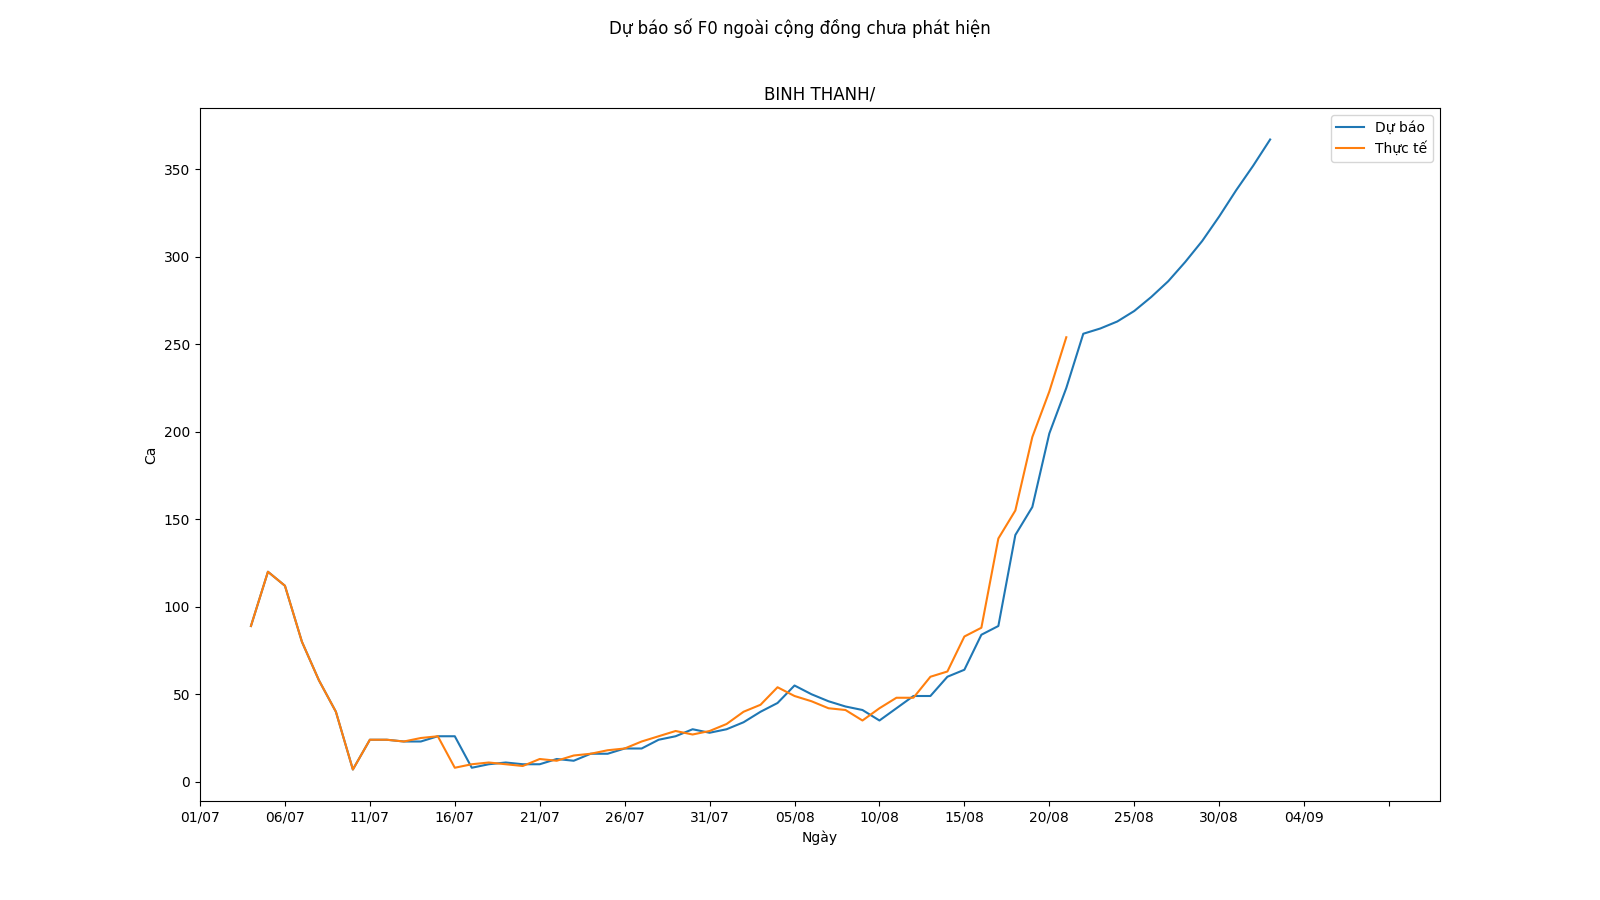 Dự báo số F0 ngoài cộng đồng chưa phát hiện
BINH THANH/
Dự báo
Thực tế
350
300
250
200
150
100
50
0
Ca
01/07 06/07 11/07 16/07 21/07 26/07 31/07 05/08 10/08 15/08 20/08 25/08 30/08 04/09
Ngày